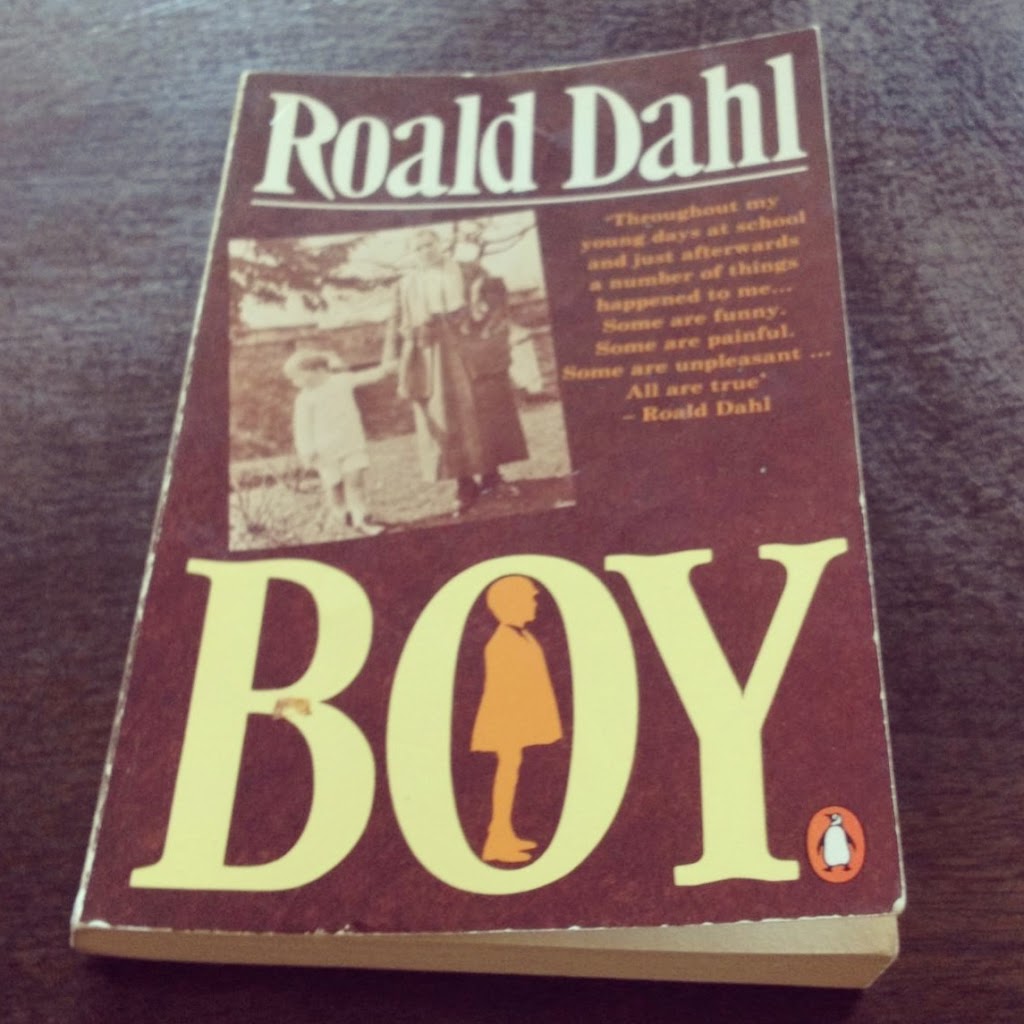 Roald Dahl
'Throughout my
young days at school
and just afterwards
a number of things
happened to me...
Some are funny.
Some are painful.
Some are unpleasant ...
All are true'
– Roald Dahl
BOY